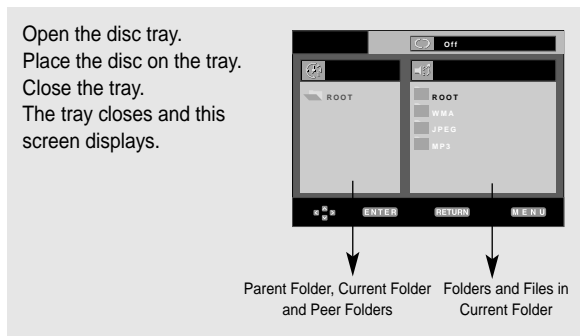 Open the disc tray.
Place the disc on the tray.
Close the tray.
The tray closes and this
screen displays.
Off
ROOT
ROOT
WMA
JPEG
MP3
ENTER RETURN MENU
Parent Folder, Current Folder
and Peer Folders
Folders and Files in
Current Folder